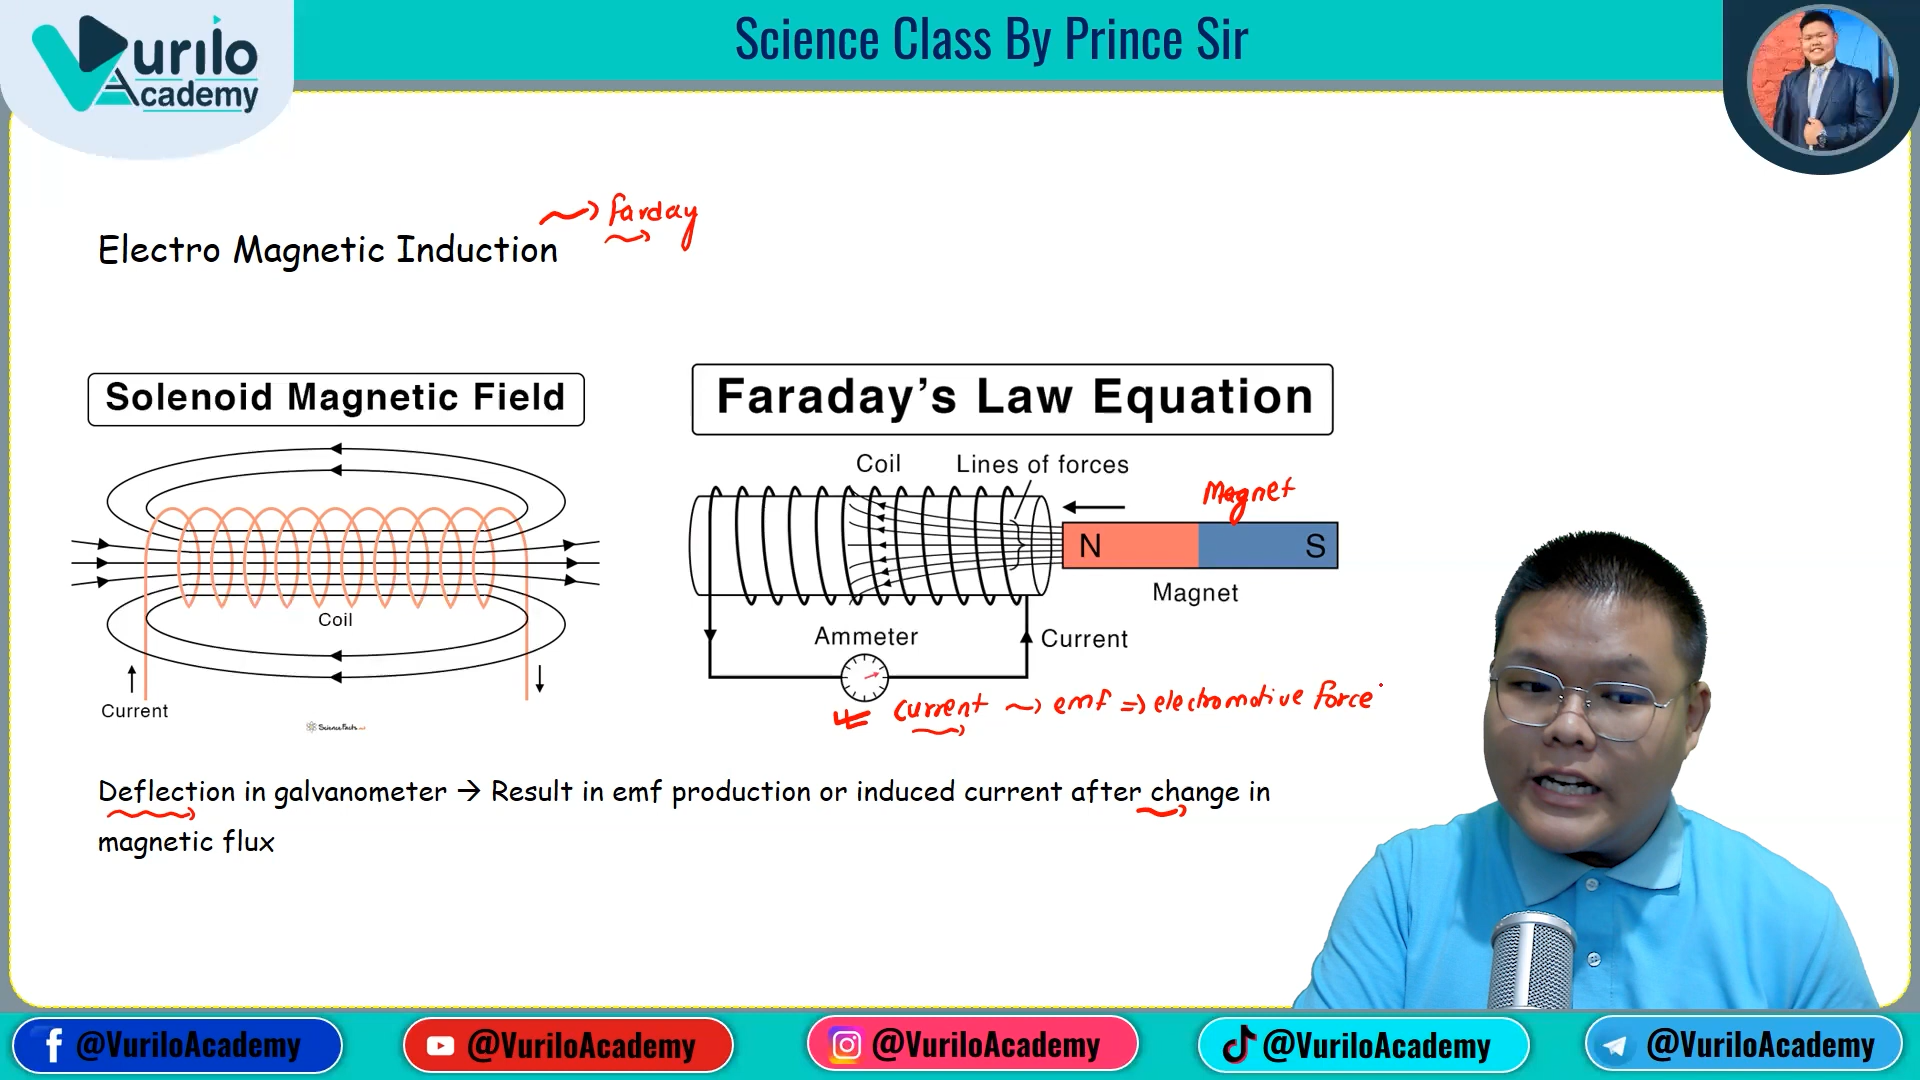 Vurilo
Academy
Science Class By Prince Sir
Farday
Electro Magnetic Induction
Solenoid Magnetic Field
Coil
Current
ScienceFacts.net
Faraday's Law Equation
Coil
Lines of forces
Magnet
N
S
Magnet
Ammeter
Current
current ~> emf => electromotive force
Deflection in galvanometer → Result in emf production or induced current after change in
magnetic flux
@VuriloAcademy
@VuriloAcademy
@VuriloAcademy
@VuriloAcademy
@VuriloAcademy